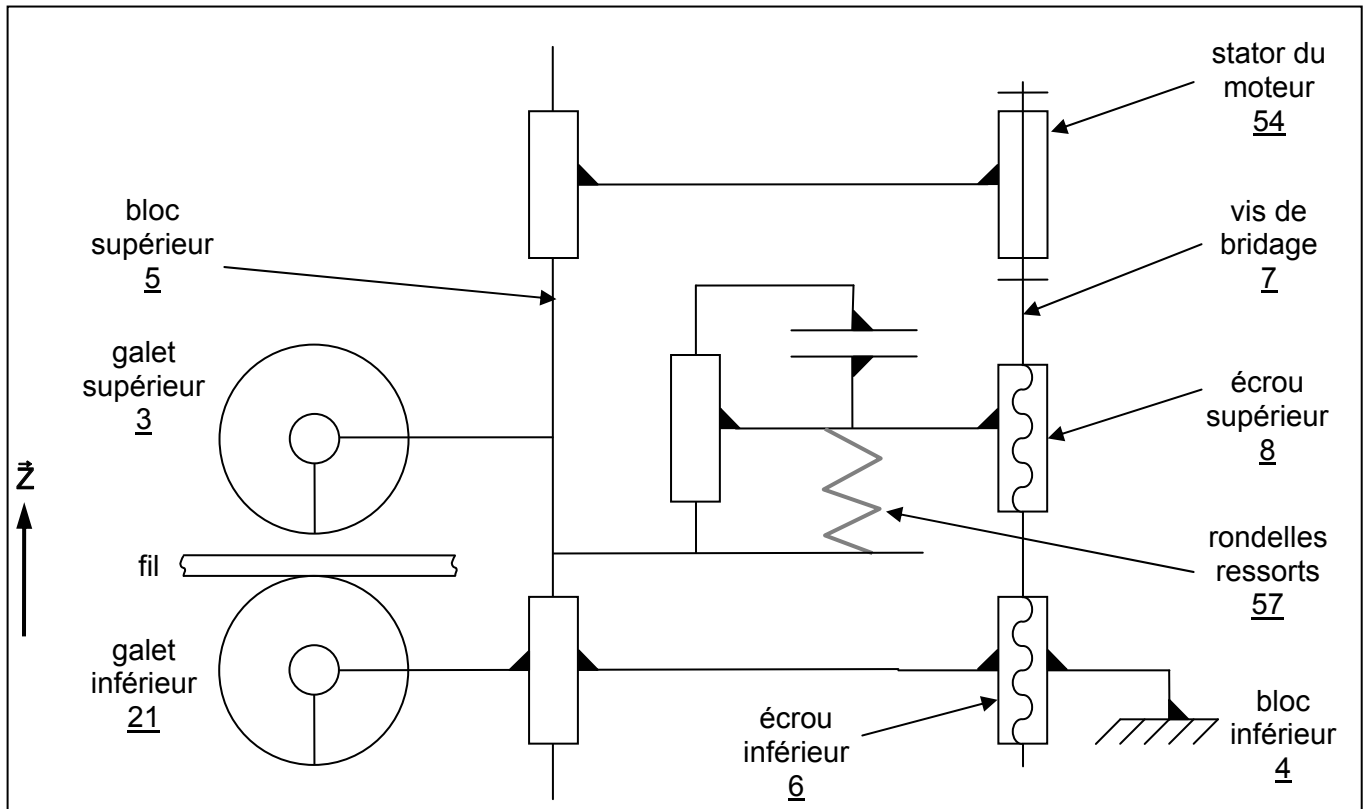 stator du
moteur
54
bloc
supérieur
5
vis de
bridage
7
galet
supérieur
3
écrou
supérieur
8
Z
fil
rondelles
ressorts
57
galet
inférieur
21
écrou
inférieur
6
bloc
inférieur
4